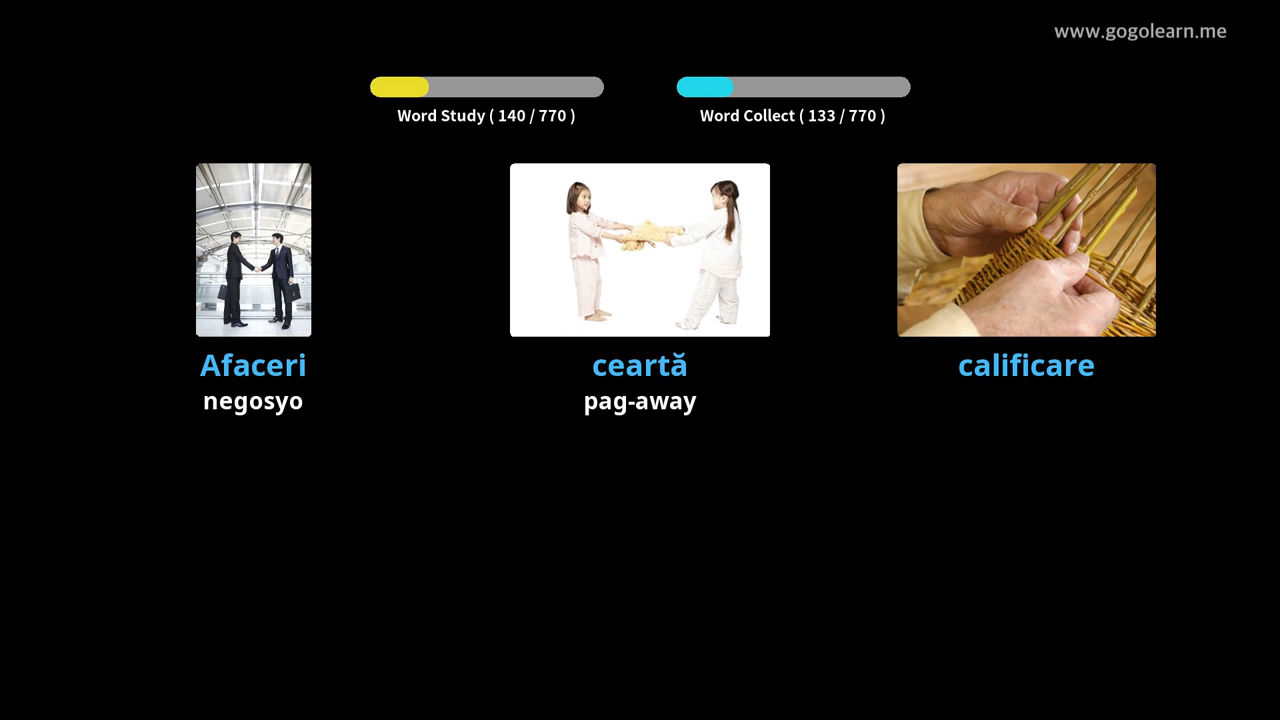 www.gogolearn.me
Word Study ( 140 / 770 )
Word Collect ( 133 / 770 )
Afaceri
negosyo
ceartă
pag-away
calificare